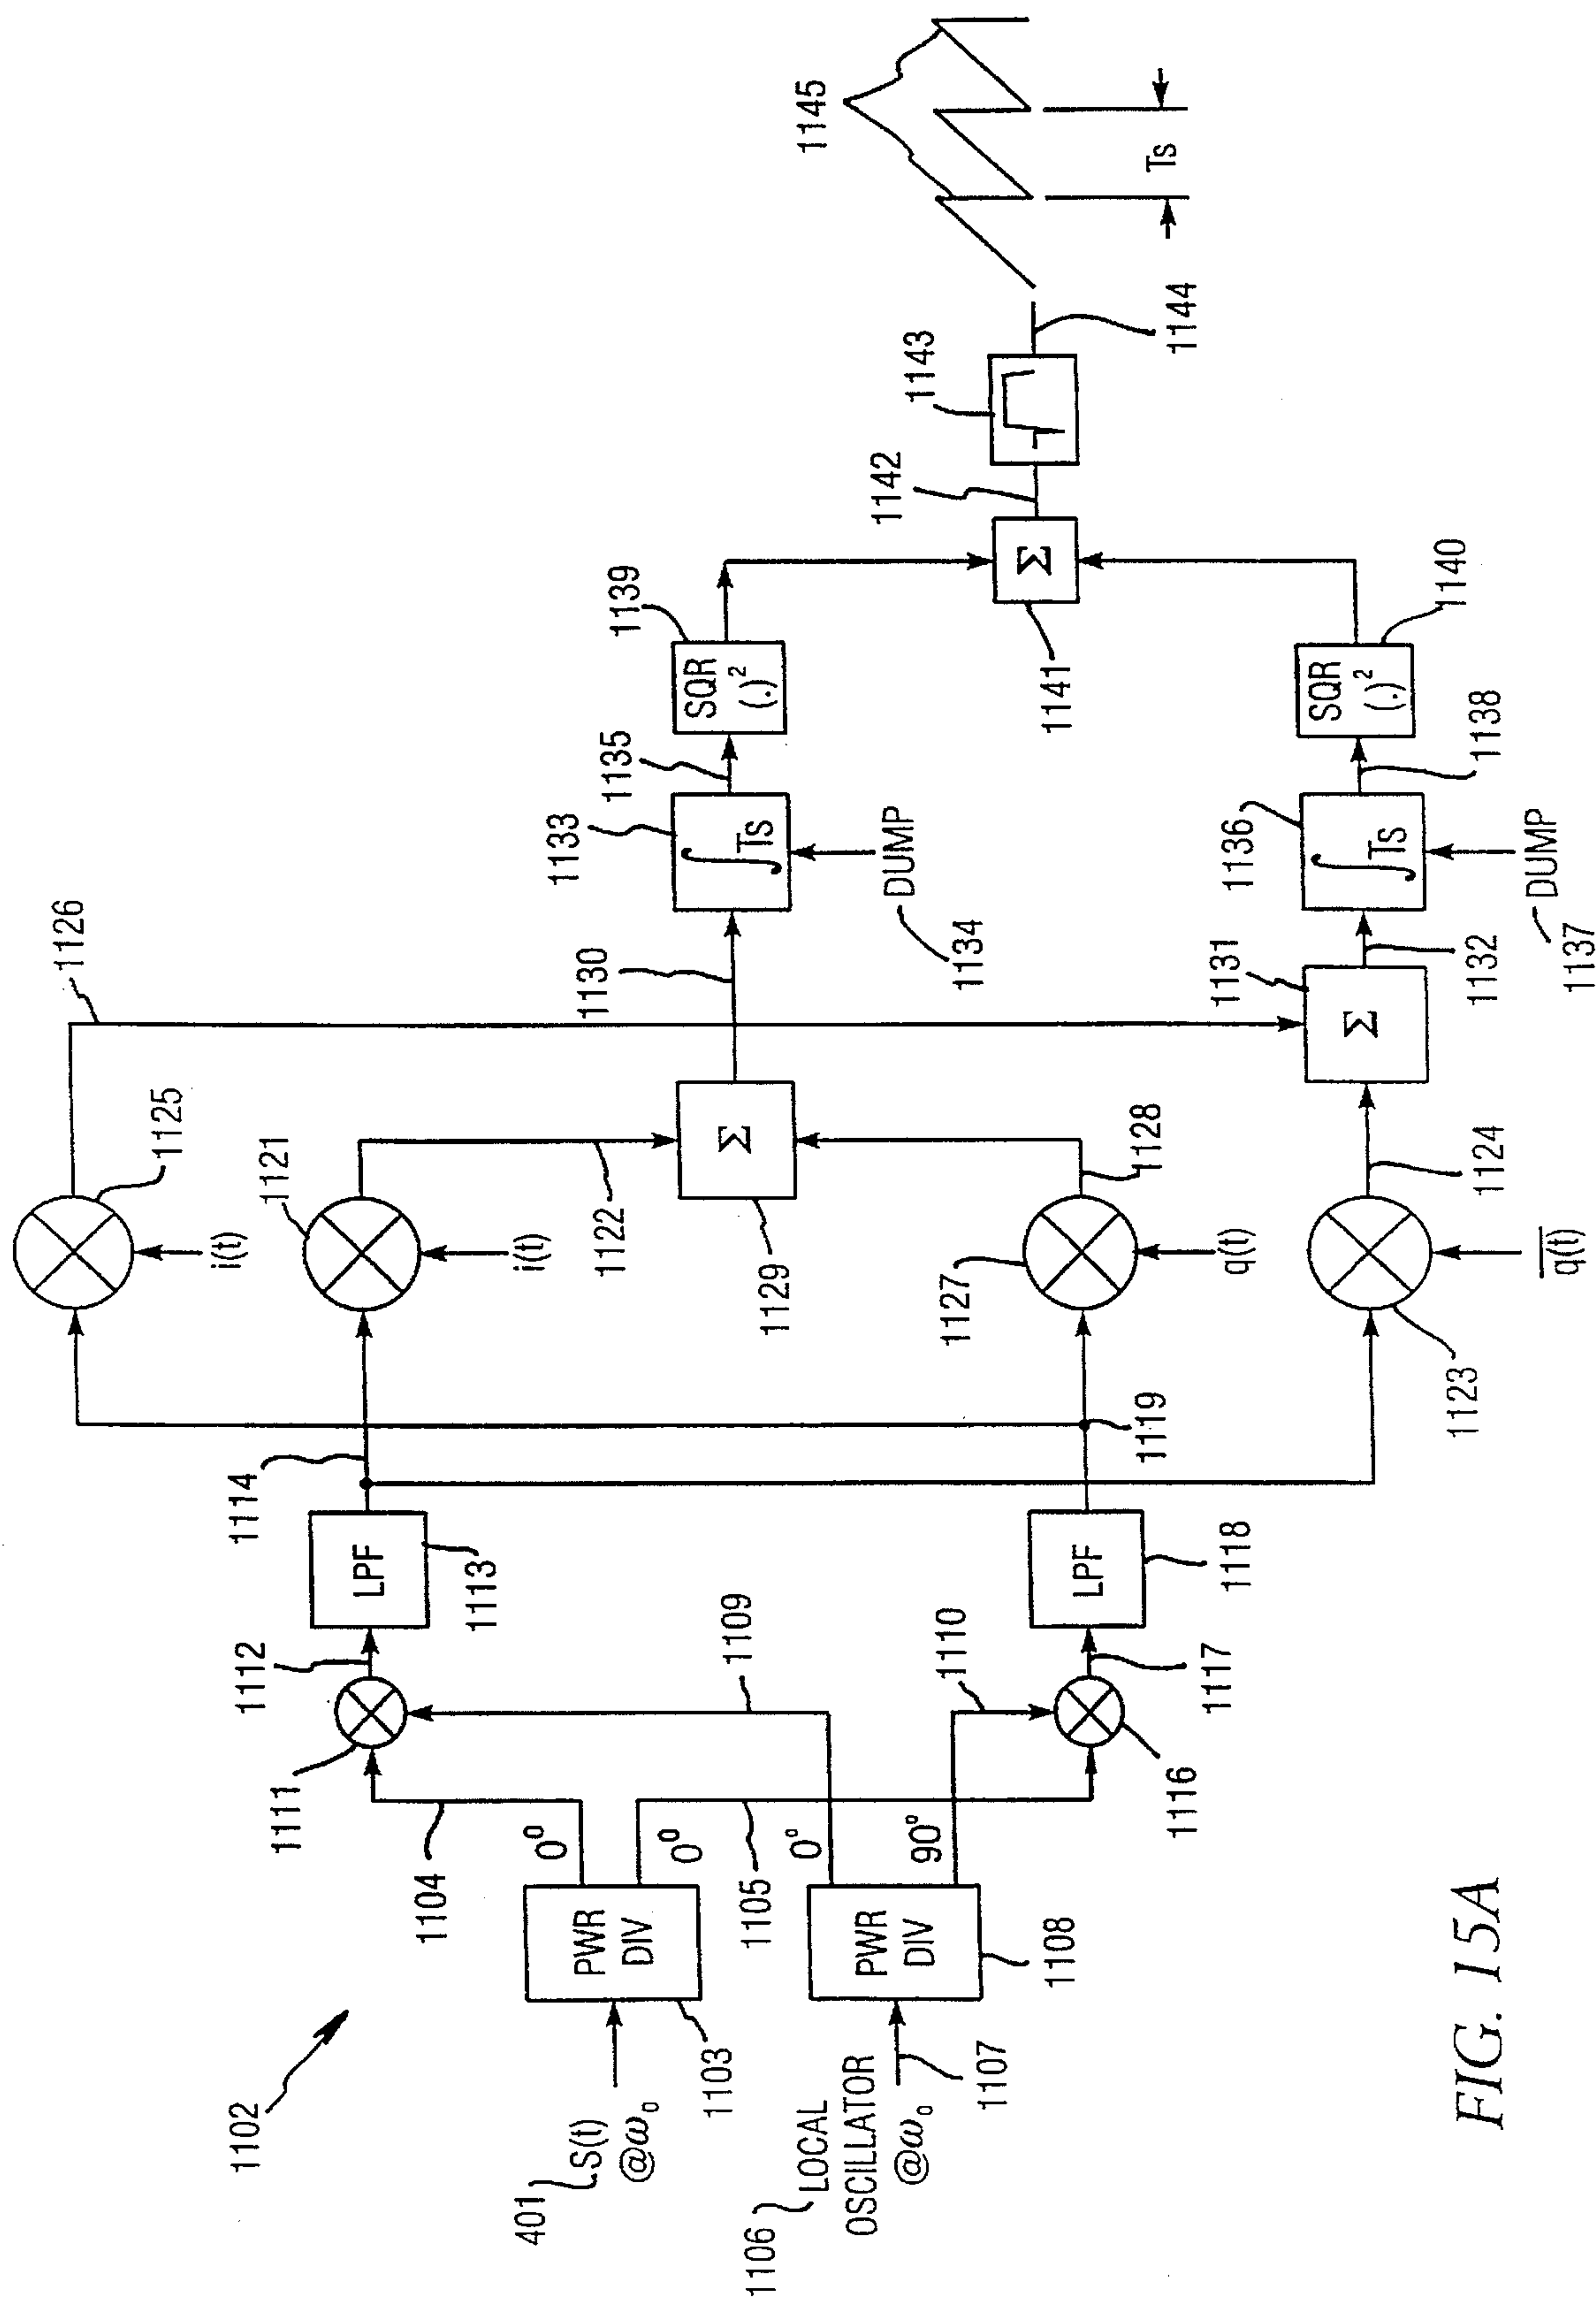 1102
401
S(t)
@ω₀
1103
PWR
DIV
0⁰
0⁰
1104
1105
1106
LOCAL
OSCILLATOR
@ω₀
1107
PWR
DIV
1108
0°
90⁰
1109
1110
1111
1112
LPF
1113
1114
1116
1117
LPF
1118
1119
1125
i(t)
1126
1121
i(t)
1122
Σ
1129
1130
1127
q(t)
1128
1123
q̅(̅t̅)̅
1124
Σ
1131
1132
∫Ts
1133
DUMP
1134
1135
SQR
(.)²
1139
∫Ts
1136
DUMP
1137
1138
SQR
(.)²
1140
Σ
1141
1142
1143
1144
1145
Ts
FIG. 15A